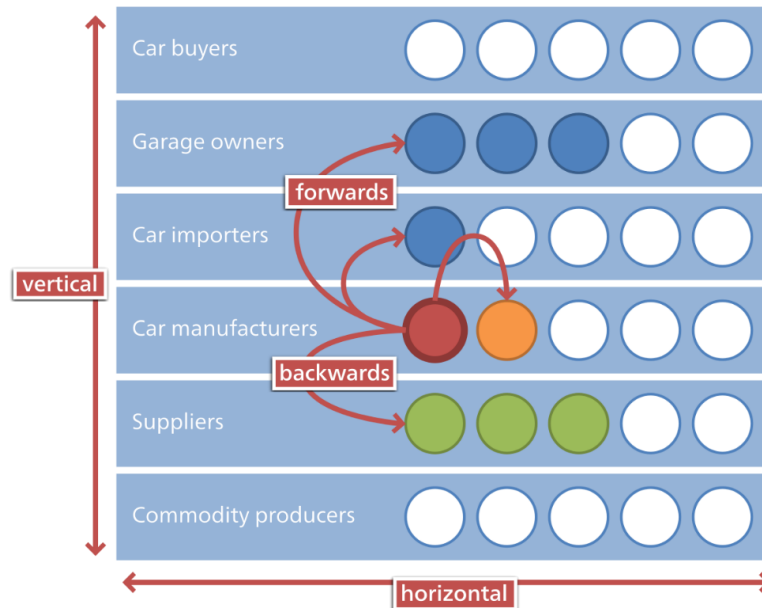 Car buyers
Garage owners
forwards
Car importers
vertical
Car manufacturers
backwards
Suppliers
Commodity producers
horizontal